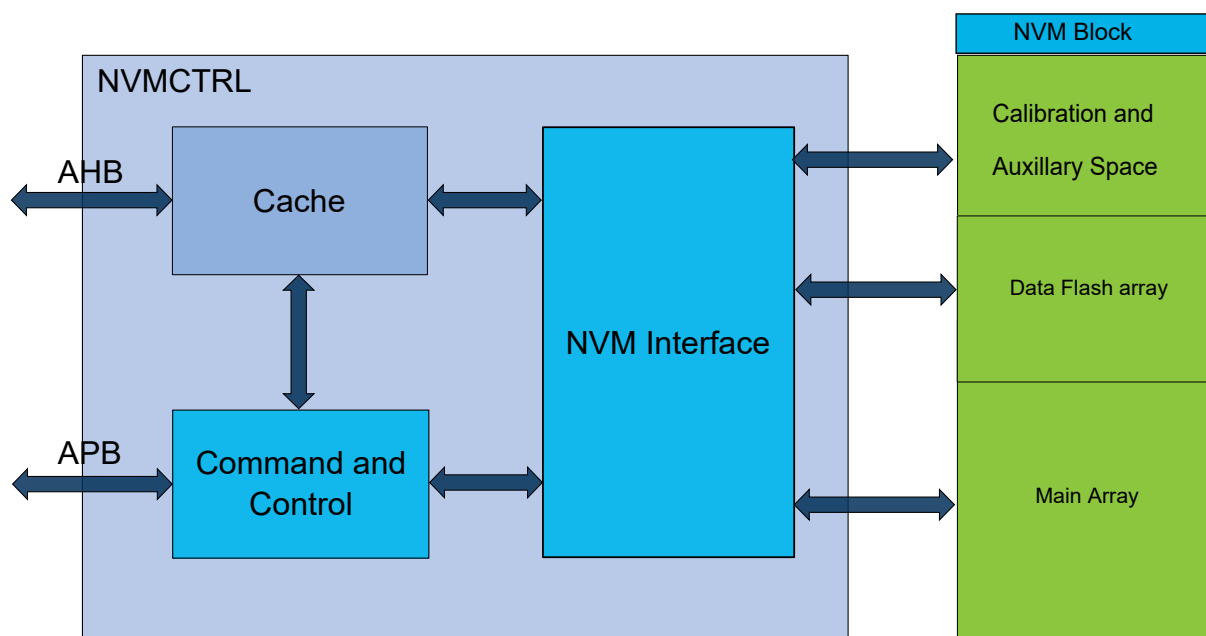 NVM Block
NVMCTRL
Calibration and
Auxillary Space
AHB
Cache
Data Flash array
NVM Interface
APB
Command and
Control
Main Array